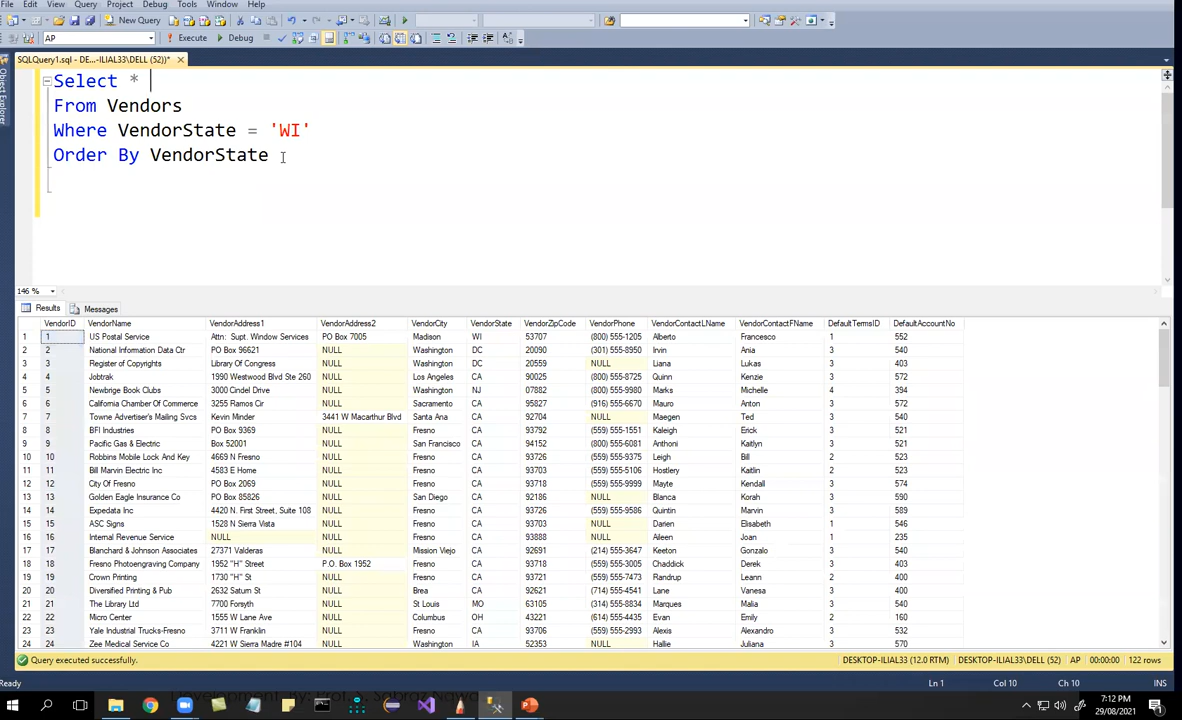 File Edit View Query Project Debug Tools Window Help
New Query
AP Execute Debug
SQLQuery1.sql - DE...-ILIAL33\DELL (52))*
Object Explorer
Select *
From Vendors
Where VendorState = 'WI'
Order By VendorState
146 %
Results Messages
VendorID VendorName VendorAddress1 VendorAddress2 VendorCity VendorState VendorZipCode VendorPhone VendorContactLName VendorContactFName DefaultTermsID DefaultAccountNo
1 1 US Postal Service Attn: Supt. Window Services PO Box 7005 Madison WI 53707 (800) 555-1205 Alberto Francesco 1 552
2 2 National Information Data Ctr PO Box 96621 NULL Washington DC 20090 (301) 555-8950 Irvin Ania 3 540
3 3 Register of Copyrights Library Of Congress NULL Washington DC 20559 NULL Liana Lukas 3 403
4 4 Jobtrak 1990 Westwood Blvd Ste 260 NULL Los Angeles CA 90025 (800) 555-8725 Quinn Kenzie 3 572
5 5 Newbrige Book Clubs 3000 Cindel Drive NULL Washington NJ 07882 (800) 555-9980 Marks Michelle 4 394
6 6 California Chamber Of Commerce 3255 Ramos Cir NULL Sacramento CA 95827 (916) 555-6670 Mauro Anton 3 572
7 7 Towne Advertiser's Mailing Svcs Kevin Minder 3441 W Macarthur Blvd Santa Ana CA 92704 NULL Maegen Ted 3 540
8 8 BFI Industries PO Box 9369 NULL Fresno CA 93792 (559) 555-1551 Kaleigh Erick 3 521
9 9 Pacific Gas & Electric Box 52001 NULL San Francisco CA 94152 (800) 555-6081 Anthoni Kaitlyn 3 521
10 10 Robbins Mobile Lock And Key 4669 N Fresno NULL Fresno CA 93726 (559) 555-9375 Leigh Bill 2 523
11 11 Bill Marvin Electric Inc 4583 E Home NULL Fresno CA 93703 (559) 555-5106 Hostlery Kaitlin 2 523
12 12 City Of Fresno PO Box 2069 NULL Fresno CA 93718 (559) 555-9999 Mayte Kendall 3 574
13 13 Golden Eagle Insurance Co PO Box 85826 NULL San Diego CA 92186 NULL Blanca Korah 3 590
14 14 Expedata Inc 4420 N. First Street, Suite 108 NULL Fresno CA 93726 (559) 555-9586 Quintin Marvin 3 589
15 15 ASC Signs 1528 N Sierra Vista NULL Fresno CA 93703 NULL Darien Elisabeth 1 546
16 16 Internal Revenue Service NULL NULL Fresno CA 93888 NULL Aileen Joan 1 235
17 17 Blanchard & Johnson Associates 27371 Valderas NULL Mission Viejo CA 92691 (214) 555-3647 Keeton Gonzalo 3 540
18 18 Fresno Photoengraving Company 1952 "H" Street P.O. Box 1952 Fresno CA 93718 (559) 555-3005 Chaddick Derek 3 403
19 19 Crown Printing 1730 "H" St NULL Fresno CA 93721 (559) 555-7473 Randrup Leann 2 400
20 20 Diversified Printing & Pub 2632 Saturn St NULL Brea CA 92621 (714) 555-4541 Lane Vanesa 3 400
21 21 The Library Ltd 7700 Forsyth NULL St Louis MO 63105 (314) 555-8834 Marques Malia 3 540
22 22 Micro Center 1555 W Lane Ave NULL Columbus OH 43221 (614) 555-4435 Evan Emily 2 160
23 23 Yale Industrial Trucks-Fresno 3711 W Franklin NULL Fresno CA 93706 (559) 555-2993 Alexis Alexandro 3 532
24 24 Zee Medical Service Co 4221 W Sierra Madre #104 NULL Washington IA 52353 NULL Hallie Juliana 3 570
Query executed successfully. DESKTOP-ILIAL33 (12.0 RTM) DESKTOP-ILIAL33\DELL (52) AP 00:00:00 122 rows
Ready Ln 1 Col 10 Ch 10 INS
7:12 PM
29/08/2021